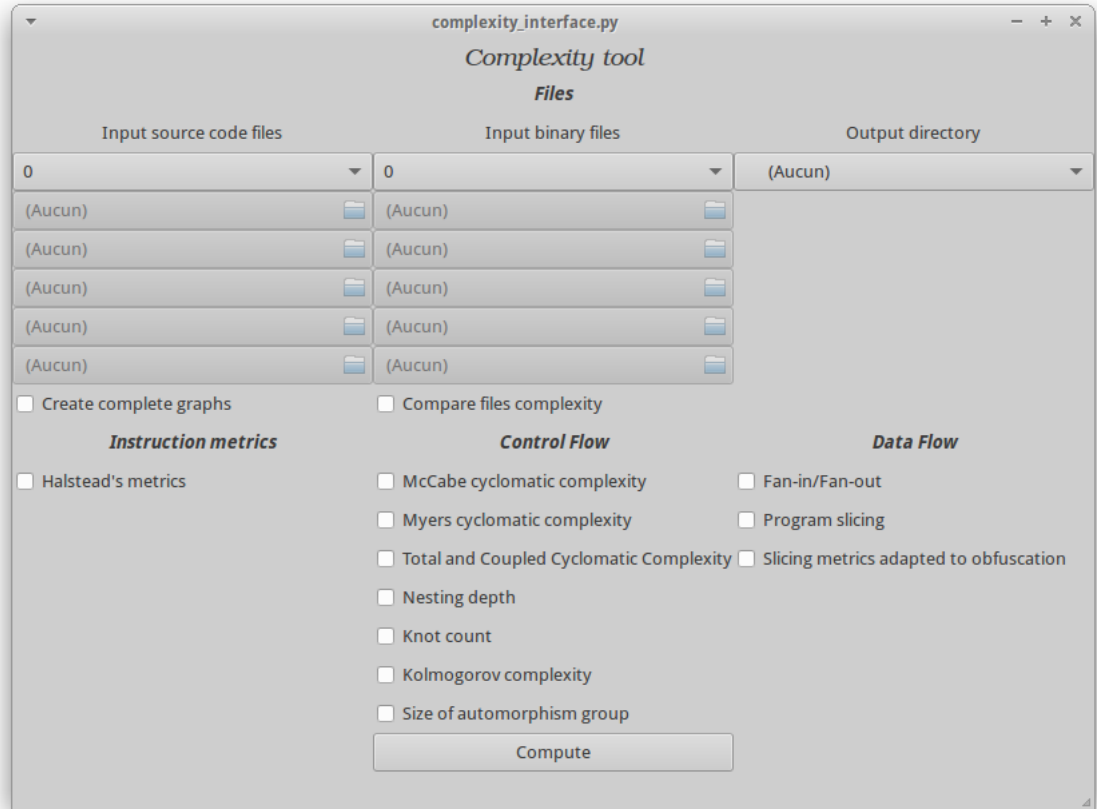 complexity_interface.py
Complexity tool
Files
Input source code files Input binary files Output directory
0 0 (Aucun)
(Aucun) (Aucun)
(Aucun) (Aucun)
(Aucun) (Aucun)
(Aucun) (Aucun)
(Aucun) (Aucun)
Create complete graphs Compare files complexity
Instruction metrics Control Flow Data Flow
Halstead's metrics McCabe cyclomatic complexity Fan-in/Fan-out
Myers cyclomatic complexity Program slicing
Total and Coupled Cyclomatic Complexity Slicing metrics adapted to obfuscation
Nesting depth
Knot count
Kolmogorov complexity
Size of automorphism group
Compute